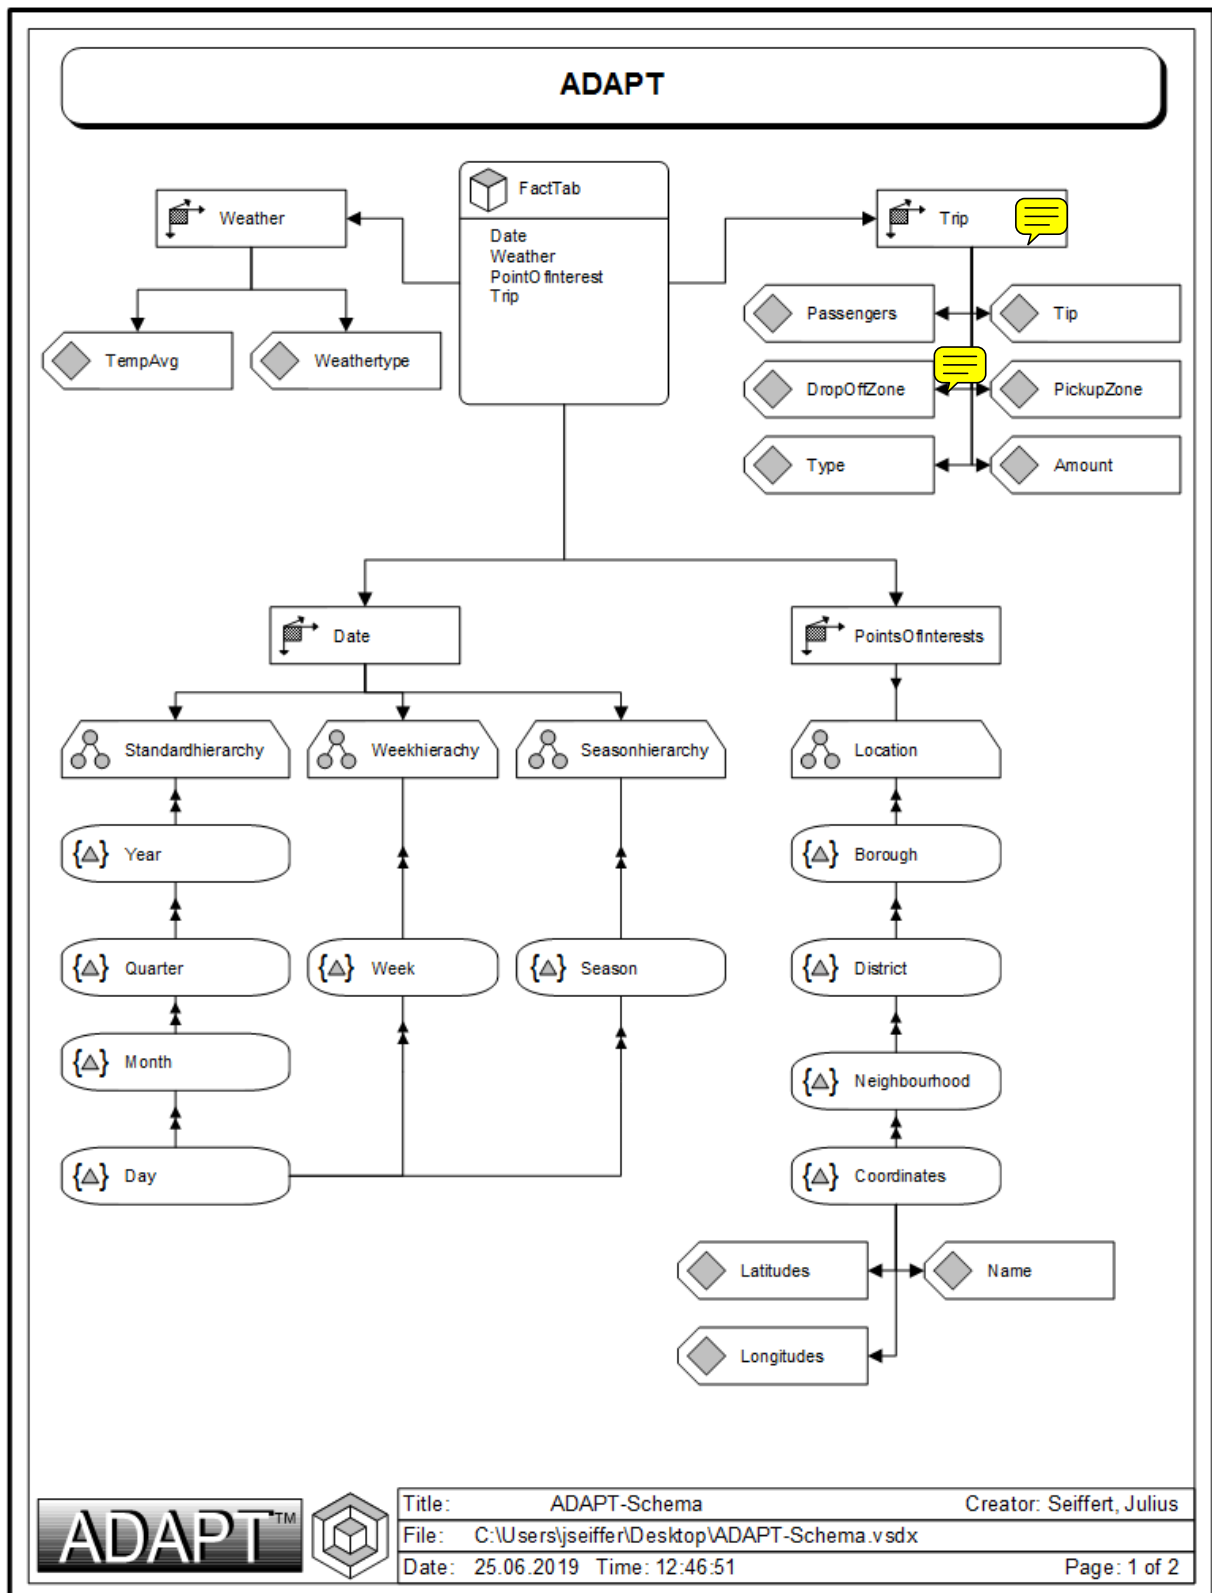 ADAPT
FactTab
Date
Weather
PointOfInterest
Trip
Weather
TempAvg
Weathertype
Trip
Passengers
Tip
DropOffZone
PickupZone
Type
Amount
Date
PointsOfInterests
Standardhierarchy
Weekhierachy
Seasonhierarchy
Location
Year
Borough
Quarter
Week
Season
District
Month
Neighbourhood
Day
Coordinates
Latitudes
Name
Longitudes
ADAPT™
Title: ADAPT-Schema Creator: Seiffert, Julius
File: C:\Users\jseiffer\Desktop\ADAPT-Schema.vsdx
Date: 25.06.2019 Time: 12:46:51 Page: 1 of 2